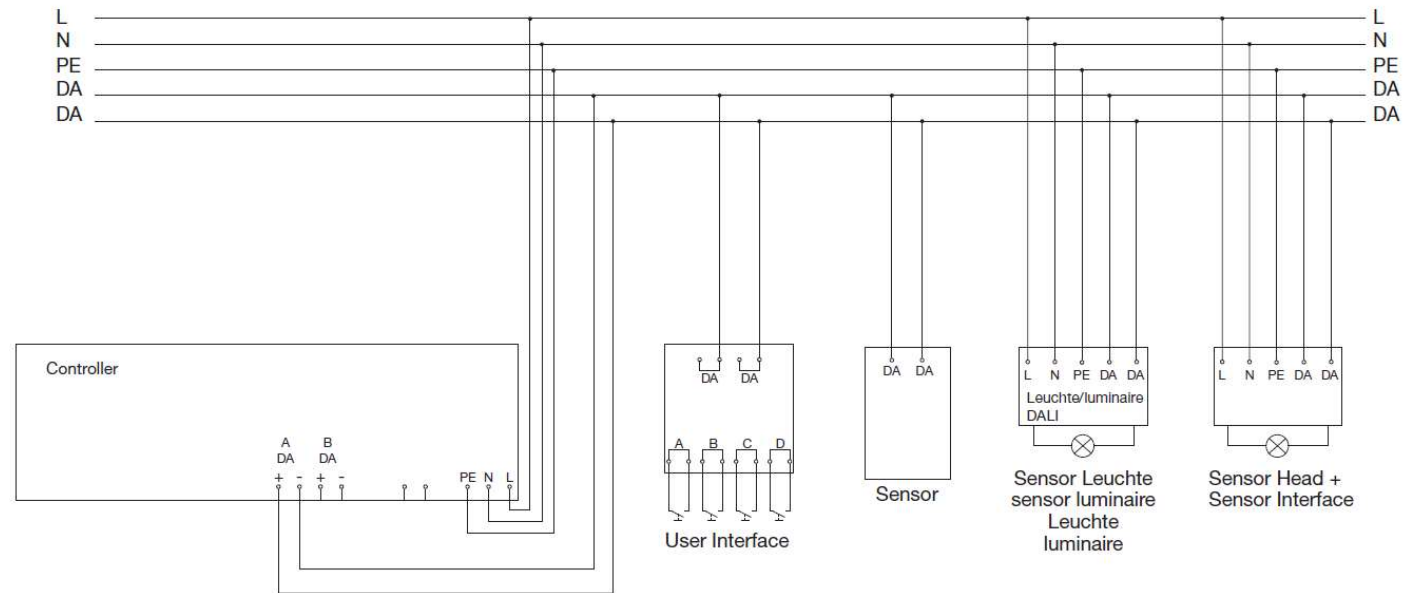 L L
N N
PE PE
DA DA
DA DA
Controller
A B
DA DA
+ - + -
PE N L
DA DA
A B C D
User Interface
DA DA
Sensor
L N PE DA DA
Leuchte/luminaire
DALI
Sensor Leuchte
sensor luminaire
Leuchte
luminaire
L N PE DA DA
Sensor Head +
Sensor Interface